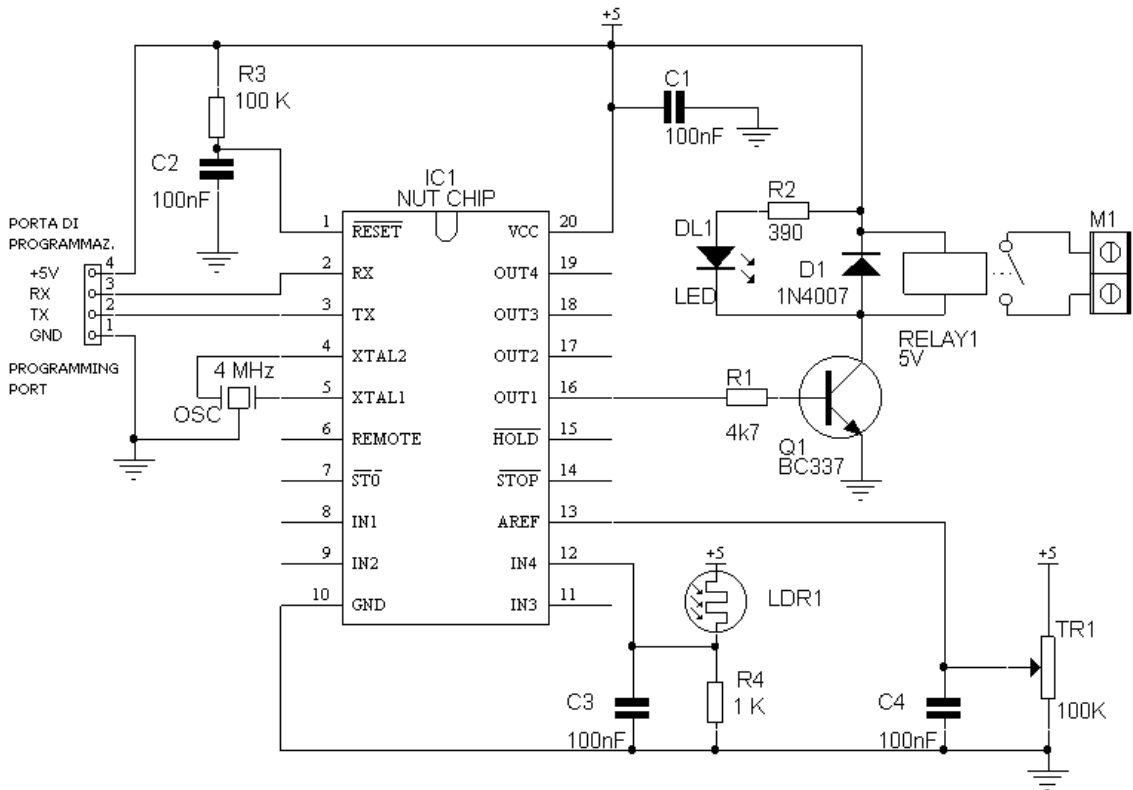 +5
R3
100 K
C2
100nF
C1
100nF
IC1
NUT CHIP
PORTA DI
PROGRAMMAZ.
+5V
RX
TX
GND
4
3
2
1
PROGRAMMING
PORT
1 RESET
2 RX
3 TX
4 XTAL2
5 XTAL1
6 REMOTE
7 ST0
8 IN1
9 IN2
10 GND
VCC 20
OUT4 19
OUT3 18
OUT2 17
OUT1 16
HOLD 15
STOP 14
AREF 13
IN4 12
IN3 11
4 MHz
OSC
R2
390
DL1
LED
D1
1N4007
M1
RELAY1
5V
R1
4k7
Q1
BC337
+5
LDR1
+5
TR1
100K
C3
100nF
R4
1 K
C4
100nF